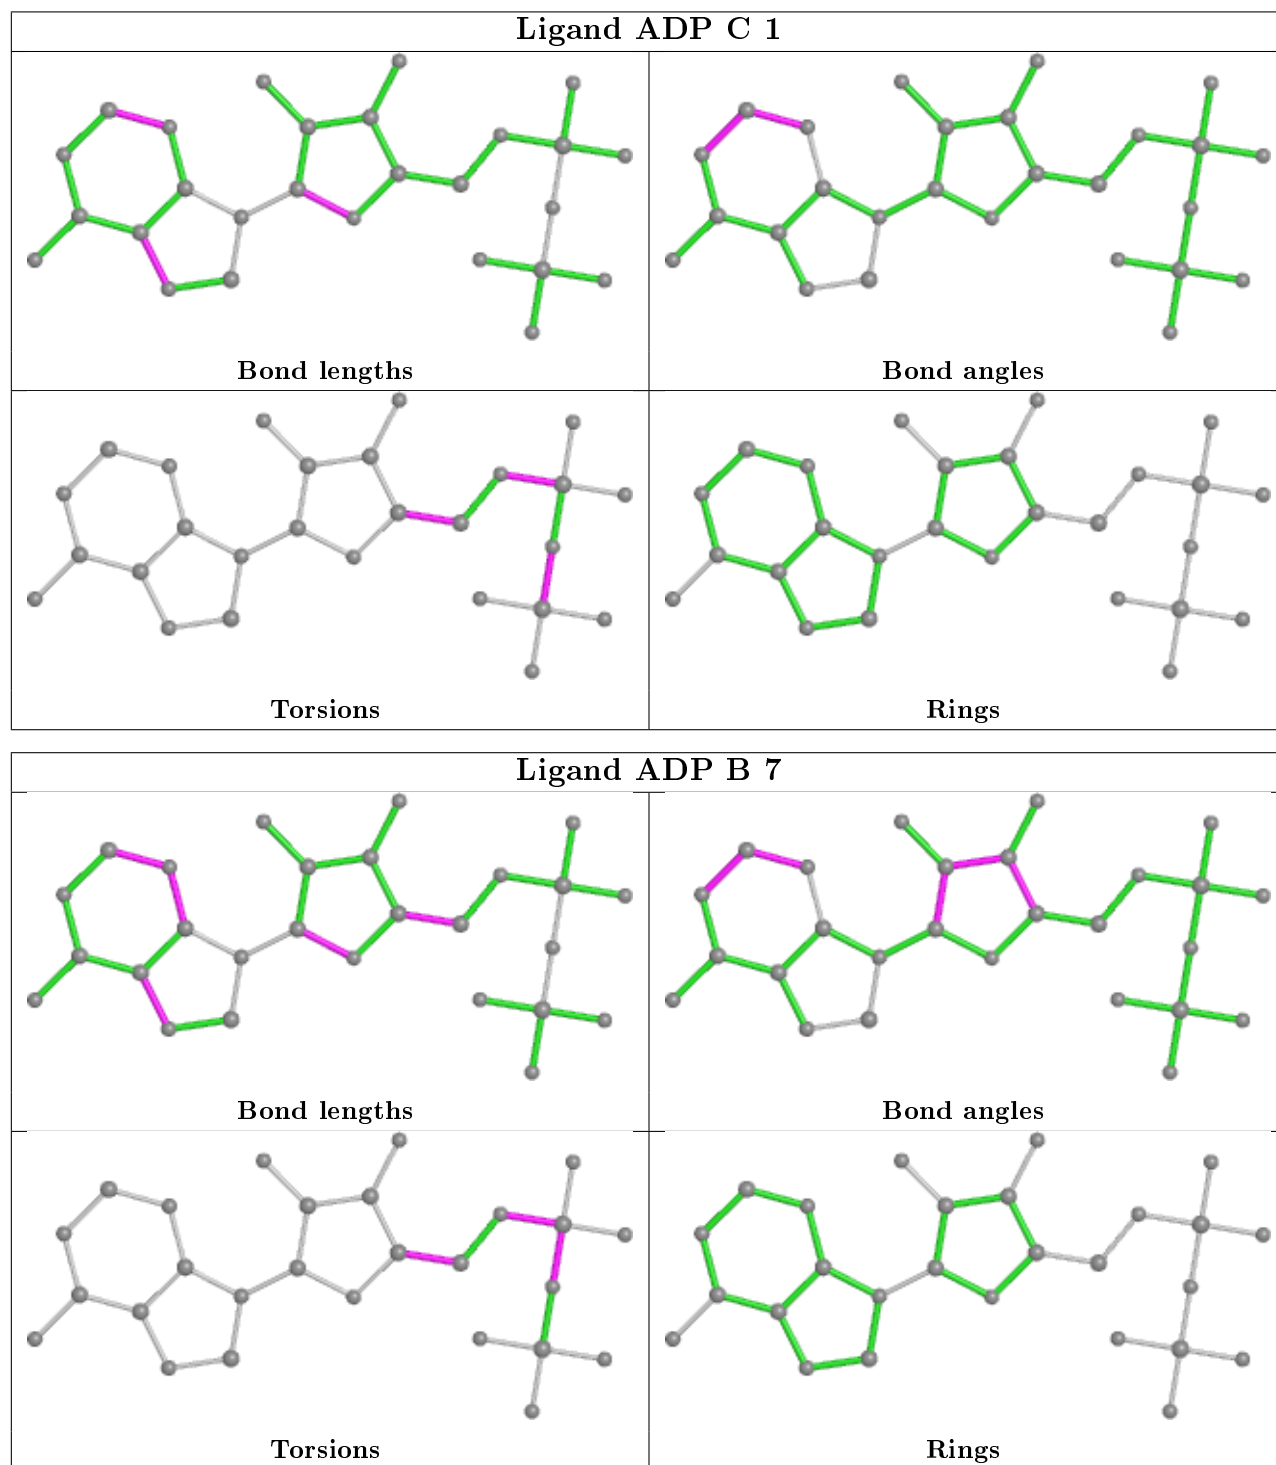 Ligand ADP C 1
Bond lengths
Bond angles
Torsions
Rings
Ligand ADP B 7
Bond lengths
Bond angles
Torsions
Rings